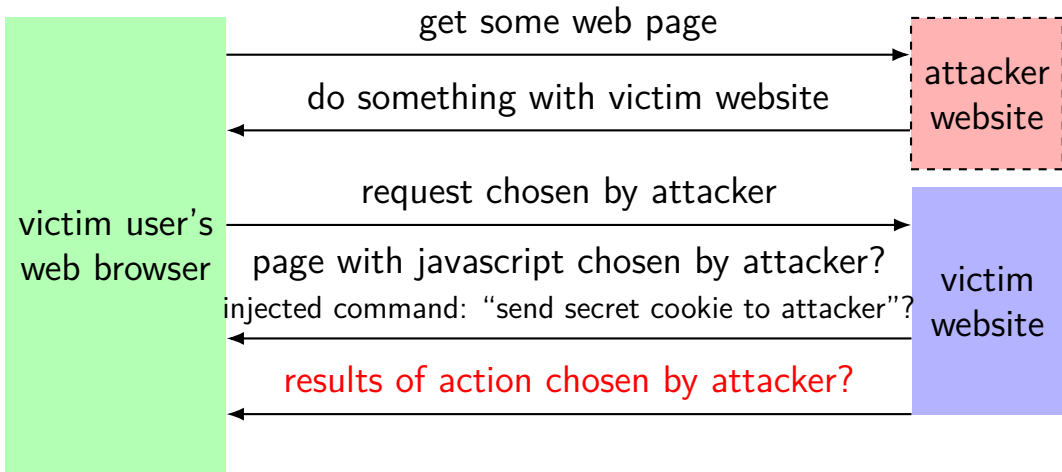 get some web page
do something with victim website
attacker
website
request chosen by attacker
victim user's
web browser
page with javascript chosen by attacker?
injected command: “send secret cookie to attacker”?
victim
website
results of action chosen by attacker?